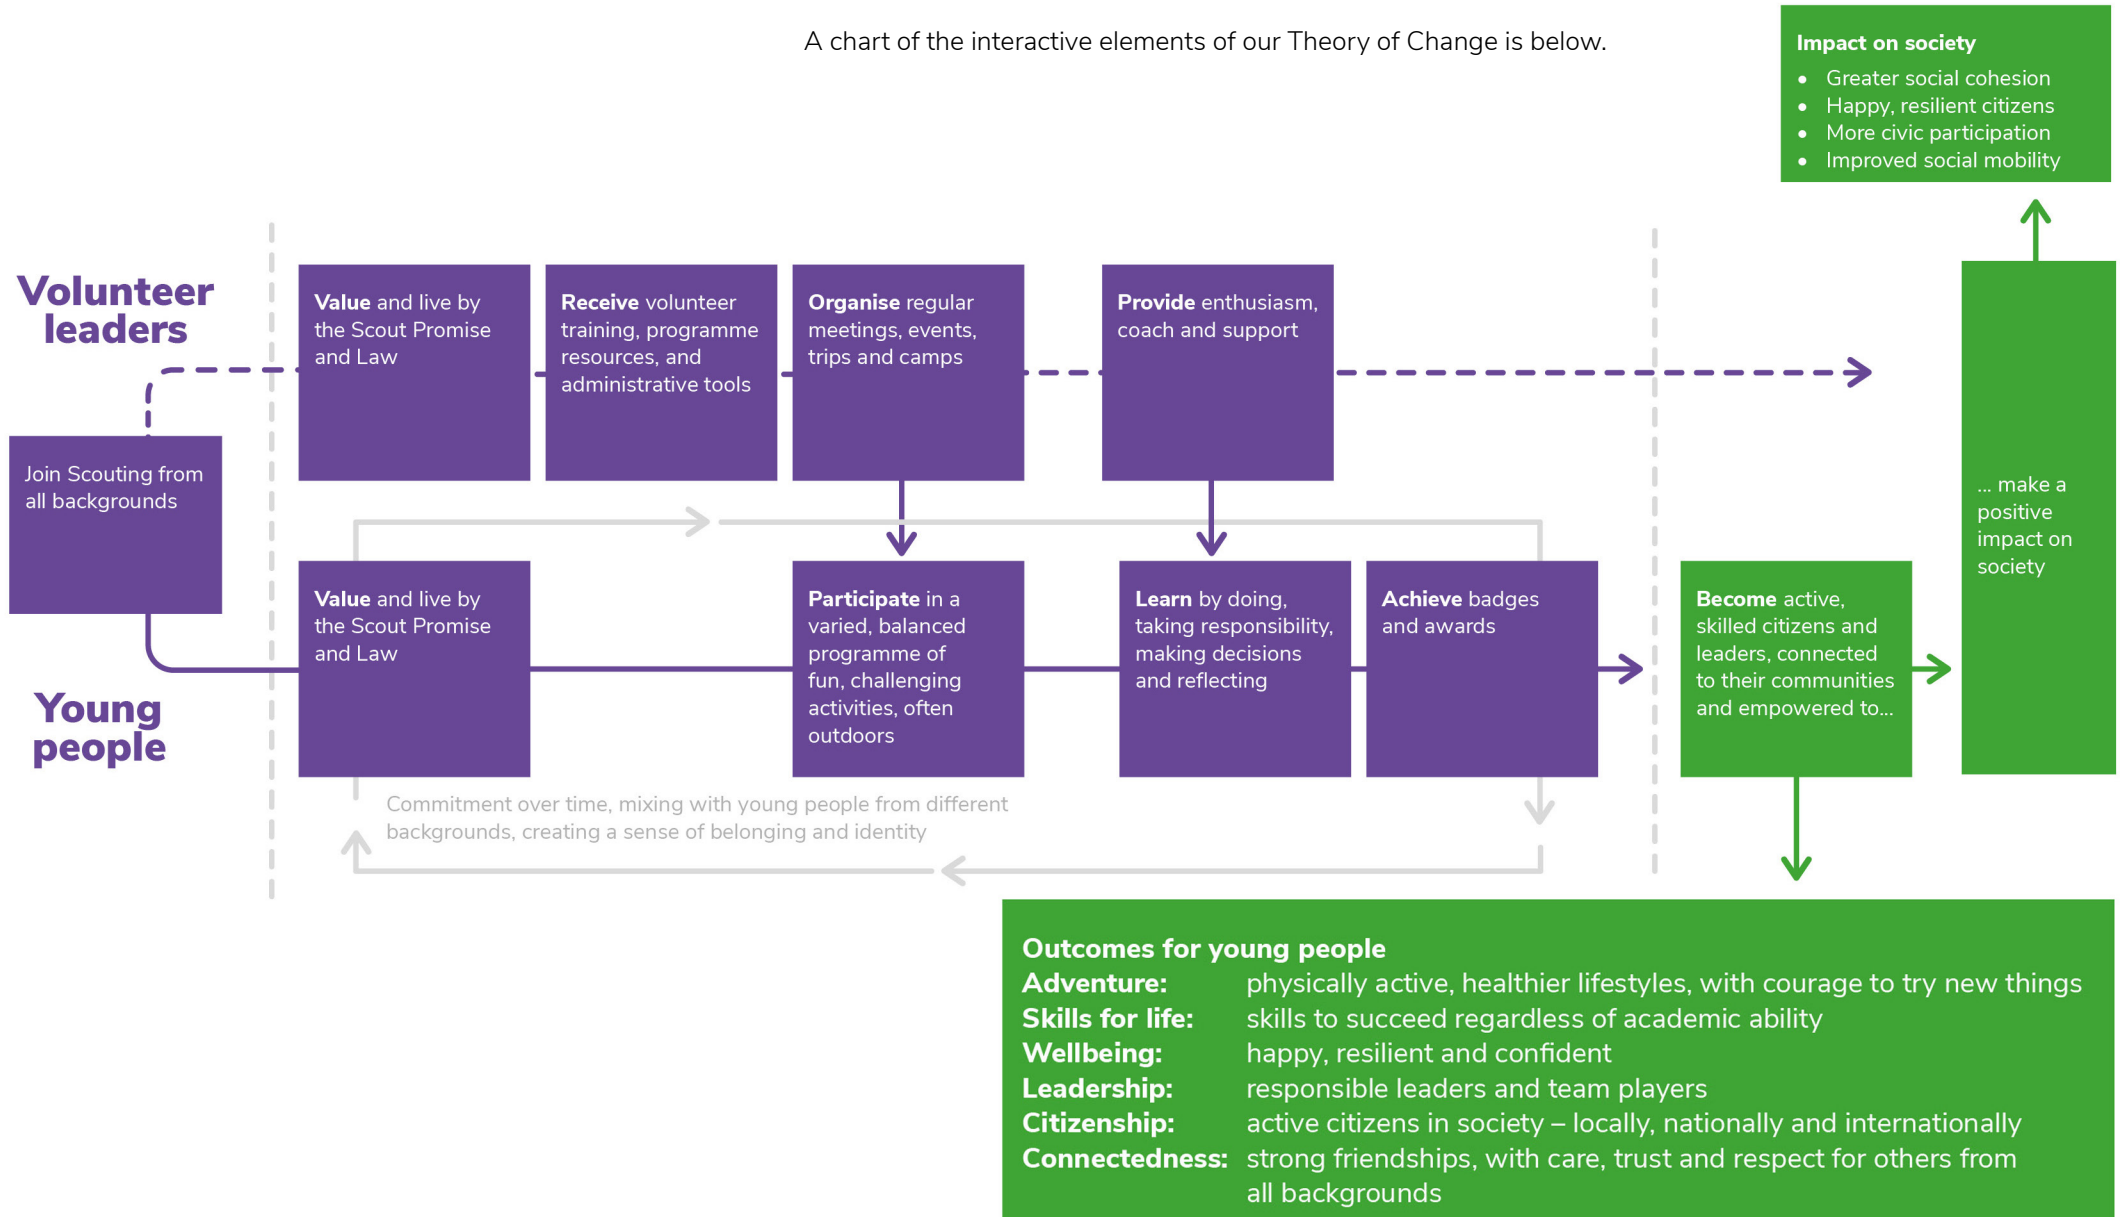 A chart of the interactive elements of our Theory of Change is below.
Impact on society
• Greater social cohesion
• Happy, resilient citizens
• More civic participation
• Improved social mobility
Volunteer
leaders
Value and live by
the Scout Promise
and Law
Receive volunteer
training, programme
resources, and
administrative tools
Organise regular
meetings, events,
trips and camps
Provide enthusiasm,
coach and support
Join Scouting from
all backgrounds
... make a
positive
impact on
society
Young
people
Value and live by
the Scout Promise
and Law
Participate in a
varied, balanced
programme of
fun, challenging
activities, often
outdoors
Learn by doing,
taking responsibility,
making decisions
and reflecting
Achieve badges
and awards
Become active,
skilled citizens and
leaders, connected
to their communities
and empowered to...
Commitment over time, mixing with young people from different
backgrounds, creating a sense of belonging and identity
Outcomes for young people
Adventure: physically active, healthier lifestyles, with courage to try new things
Skills for life: skills to succeed regardless of academic ability
Wellbeing: happy, resilient and confident
Leadership: responsible leaders and team players
Citizenship: active citizens in society – locally, nationally and internationally
Connectedness: strong friendships, with care, trust and respect for others from
all backgrounds